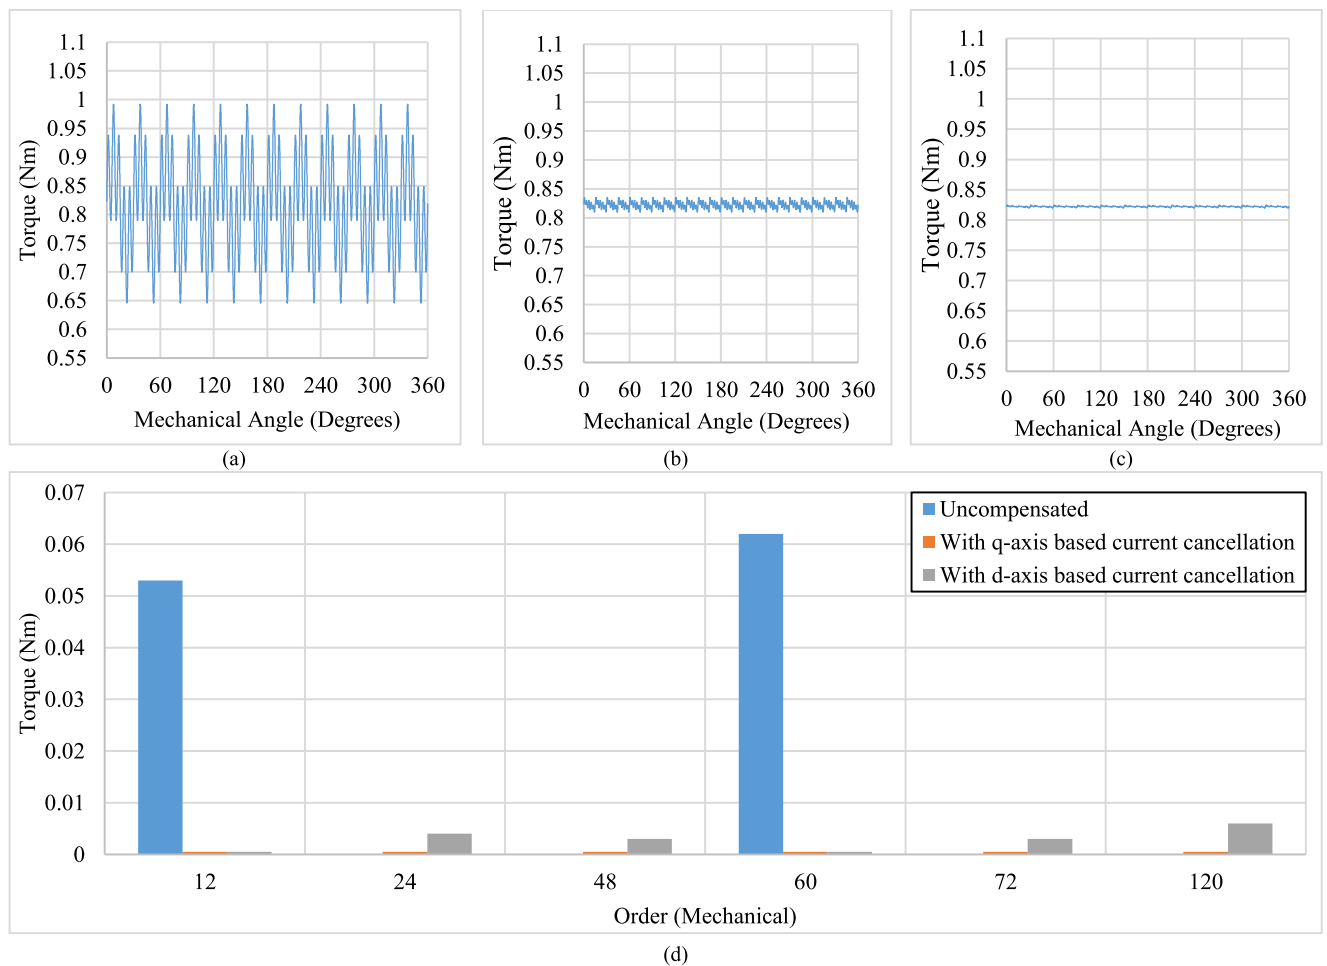 1.1
1.05
1
0.95
0.9
0.85
0.8
0.75
0.7
0.65
0.6
0.55
Torque (Nm)
0 60 120 180 240 300 360
Mechanical Angle (Degrees)
(a)
1.1
1.05
1
0.95
0.9
0.85
0.8
0.75
0.7
0.65
0.6
0.55
Torque (Nm)
0 60 120 180 240 300 360
Mechanical Angle (Degrees)
(b)
1.1
1.05
1
0.95
0.9
0.85
0.8
0.75
0.7
0.65
0.6
0.55
Torque (Nm)
0 60 120 180 240 300 360
Mechanical Angle (Degrees)
(c)
0.07
0.06
0.05
0.04
0.03
0.02
0.01
0
Torque (Nm)
Uncompensated
With q-axis based current cancellation
With d-axis based current cancellation
12 24 48 60 72 120
Order (Mechanical)
(d)